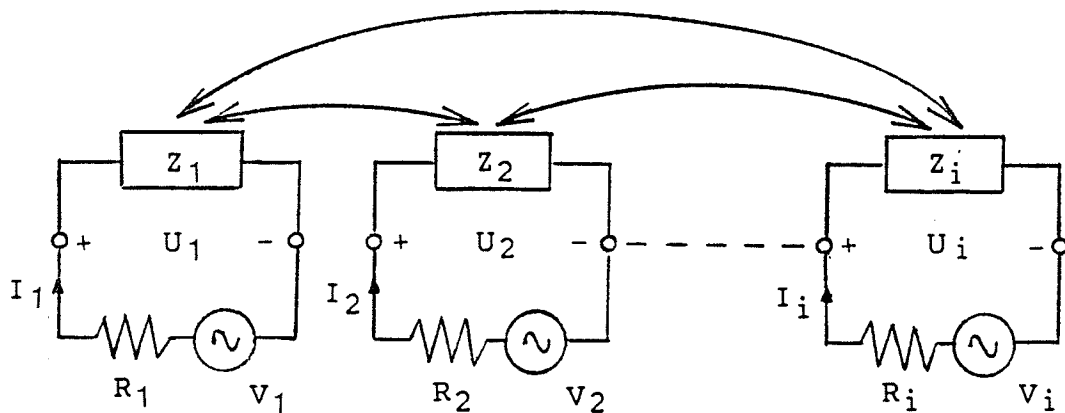 Z1 Z2 Zi
+ U1 - + U2 - + Ui -
I1 I2 Ii
R1 V1 R2 V2 Ri Vi